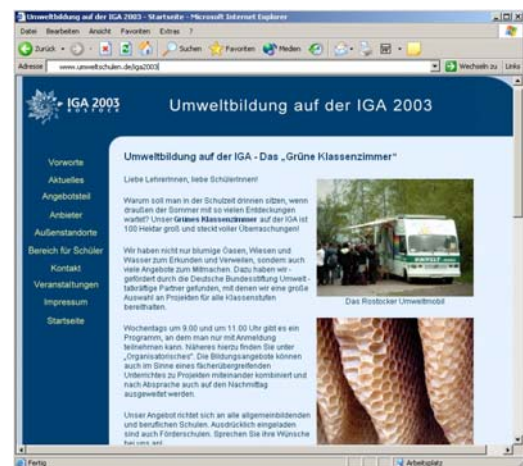 Umweltbildung auf der IGA 2003 - Startseite - Microsoft Internet Explorer
Datei Bearbeiten Ansicht Favoriten Extras ?
Zurück Suchen Favoriten Medien
Adresse www.umweltschulen.de/iga2003 Wechseln zu Links
IGA 2003
ROSTOCK
Umweltbildung auf der IGA 2003
Vorworte
Aktuelles
Angebotsteil
Anbieter
Außenstandorte
Bereich für Schüler
Kontakt
Veranstaltungen
Impressum
Startseite
Umweltbildung auf der IGA - Das „Grüne Klassenzimmer“
Liebe LehrerInnen, liebe SchülerInnen!
Warum soll man in der Schulzeit drinnen sitzen, wenn
draußen der Sommer mit so vielen Entdeckungen
wartet? Unser Grünes Klassenzimmer auf der IGA ist
100 Hektar groß und steckt voller Überraschungen!
Wir haben nicht nur blumige Oasen, Wiesen und
Wasser zum Erkunden und Verweilen, sondern auch
viele Angebote zum Mitmachen. Dazu haben wir -
gefördert durch die Deutsche Bundesstiftung Umwelt -
tatkräftige Partner gefunden, mit denen wir eine große
Auswahl an Projekten für alle Klassenstufen
bereithalten.
Wochentags um 9.00 und um 11.00 Uhr gibt es ein
Programm, an dem man nur mit Anmeldung
teilnehmen kann. Näheres hierzu finden Sie unter
„Organisatorisches“. Die Bildungsangebote können
auch im Sinne eines fächerübergreifenden
Unterrichtes zu Projekten miteinander kombiniert und
nach Absprache auch auf den Nachmittag
ausgeweitet werden.
Unser Angebot richtet sich an alle allgemeinbildenden
und beruflichen Schulen. Ausdrücklich eingeladen
sind auch Förderschulen. Sprechen Sie Ihre Wünsche
bei uns an!
UMWELT
Das Rostocker Umweltmobil
Fertig
Arbeitsplatz